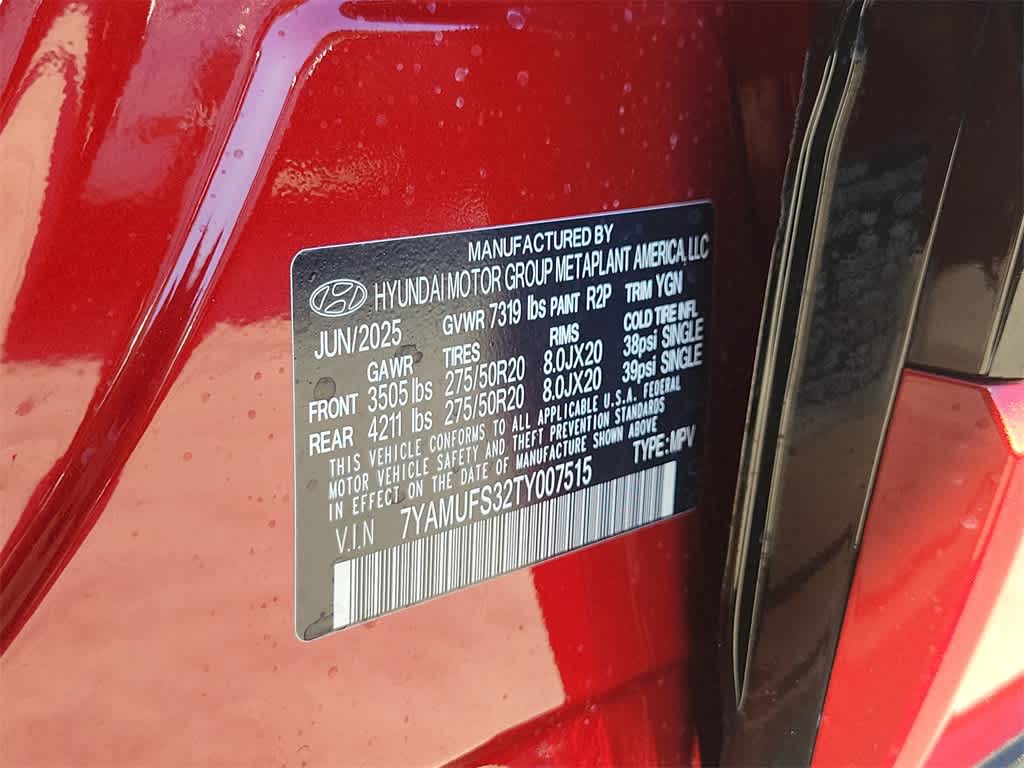 MANUFACTURED BY
HYUNDAI MOTOR GROUP METAPLANT AMERICA, LLC
JUN/2025 GVWR 7319 lbs PAINT R2P TRIM YGN
GAWR TIRES RIMS COLD TIRE INFL
FRONT 3505 lbs 275/50R20 8.0JX20 38psi SINGLE
REAR 4211 lbs 275/50R20 8.0JX20 39psi SINGLE
THIS VEHICLE CONFORMS TO ALL APPLICABLE U.S.A. FEDERAL
MOTOR VEHICLE SAFETY AND THEFT PREVENTION STANDARDS
IN EFFECT ON THE DATE OF MANUFACTURE SHOWN ABOVE
V.I.N 7YAMUFS32TY007515 TYPE:MPV